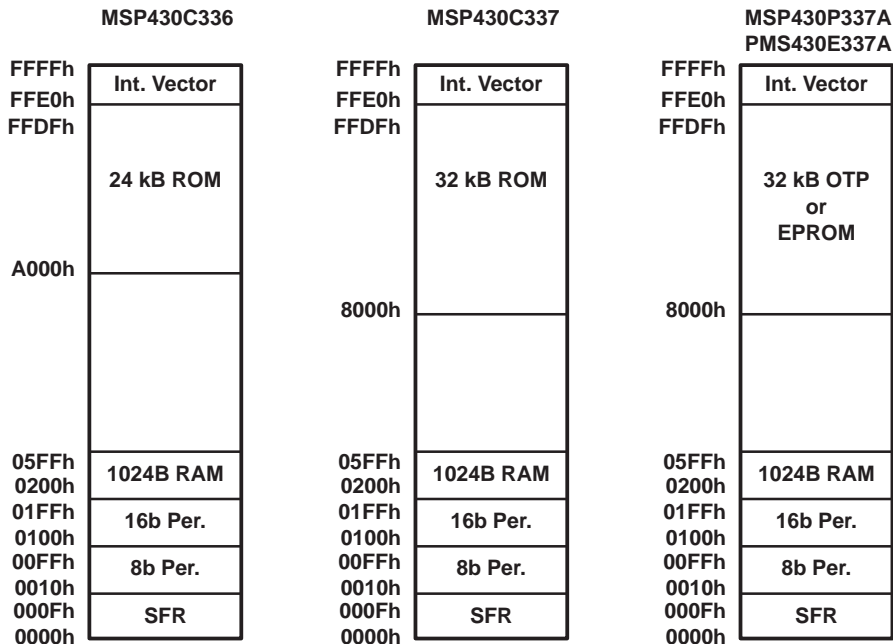 MSP430C336
FFFFh
Int. Vector
FFE0h
FFDFh
24 kB ROM
A000h
05FFh
1024B RAM
0200h
01FFh
16b Per.
0100h
00FFh
8b Per.
0010h
000Fh
SFR
0000h
MSP430C337
FFFFh
Int. Vector
FFE0h
FFDFh
32 kB ROM
8000h
05FFh
1024B RAM
0200h
01FFh
16b Per.
0100h
00FFh
8b Per.
0010h
000Fh
SFR
0000h
MSP430P337A
PMS430E337A
FFFFh
Int. Vector
FFE0h
FFDFh
32 kB OTP
or
EPROM
8000h
05FFh
1024B RAM
0200h
01FFh
16b Per.
0100h
00FFh
8b Per.
0010h
000Fh
SFR
0000h